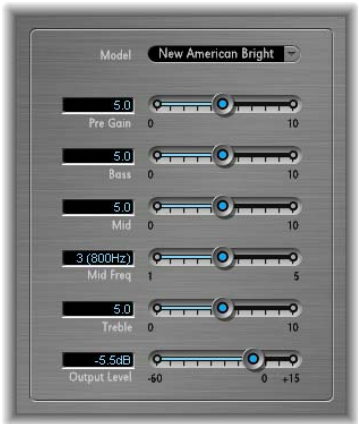 Model New American Bright
5.0
Pre Gain 0 10
5.0
Bass 0 10
5.0
Mid 0 10
3 (800Hz)
Mid Freq 1 5
5.0
Treble 0 10
-5.5dB
Output Level -60 0 +15